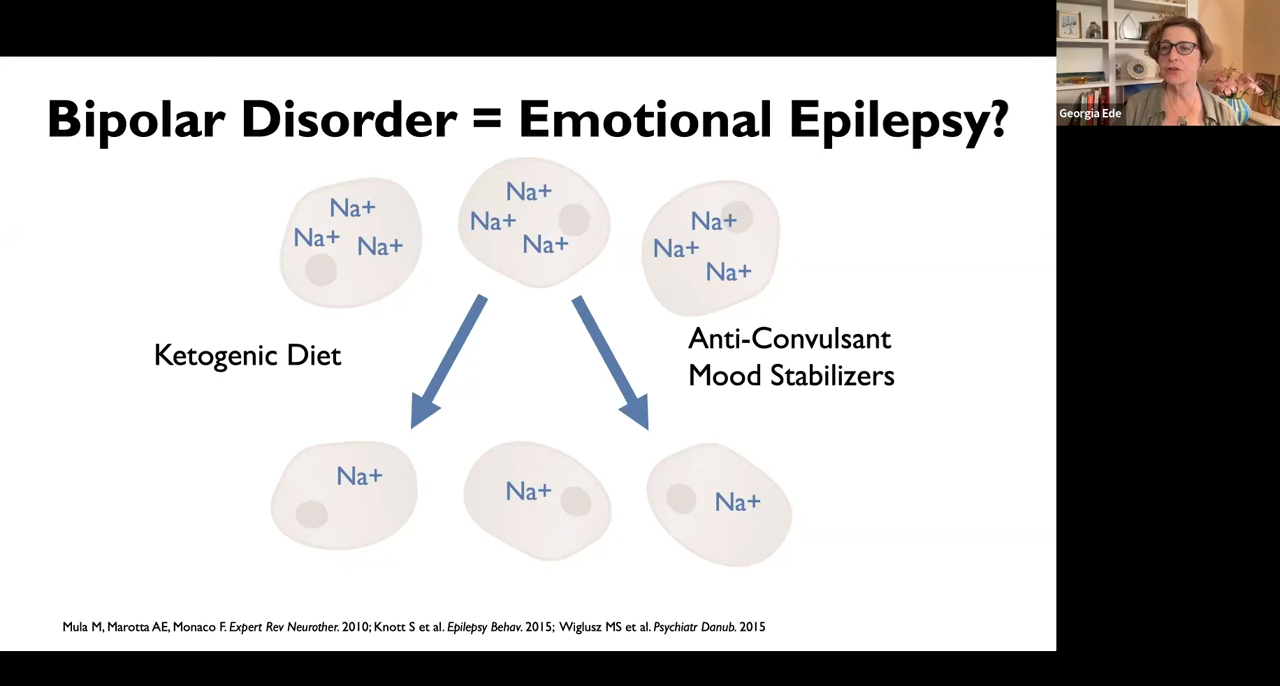 Bipolar Disorder = Emotional Epilepsy?
Georgia Ede
Na+
Na+
Na+
Na+
Na+
Na+
Na+
Na+
Na+
Ketogenic Diet
Anti-Convulsant
Mood Stabilizers
Na+
Na+
Na+
Mula M, Marotta AE, Monaco F. Expert Rev Neurother. 2010; Knott S et al. Epilepsy Behav. 2015; Wiglusz MS et al. Psychiatr Danub. 2015